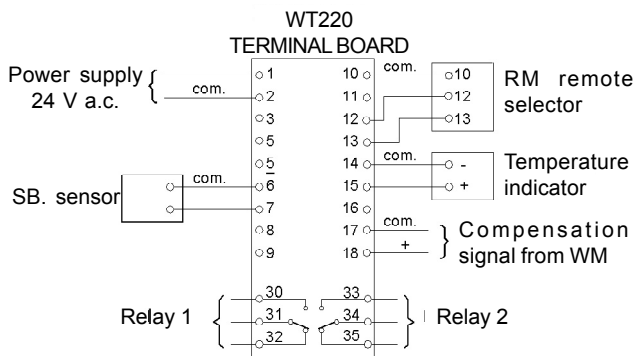 WT220
TERMINAL BOARD
Power supply
24 V a.c.
com.
1
2
3
5
5
6
7
8
9
10
11
12
13
14
15
16
17
18
com.
10
12
13
RM remote
selector
com.
-
+
Temperature
indicator
SB. sensor
com.
com.
+
Compensation
signal from WM
Relay 1
30
31
32
33
34
35
Relay 2